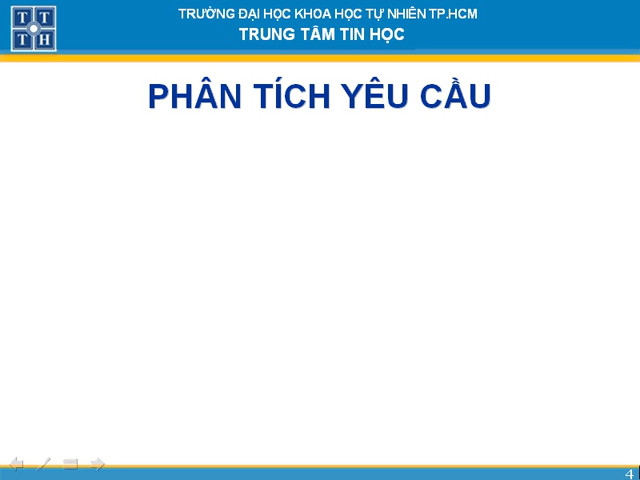 TRƯỜNG ĐẠI HỌC KHOA HỌC TỰ NHIÊN TP.HCM
TRUNG TÂM TIN HỌC
T T
T H
PHÂN TÍCH YÊU CẦU
4